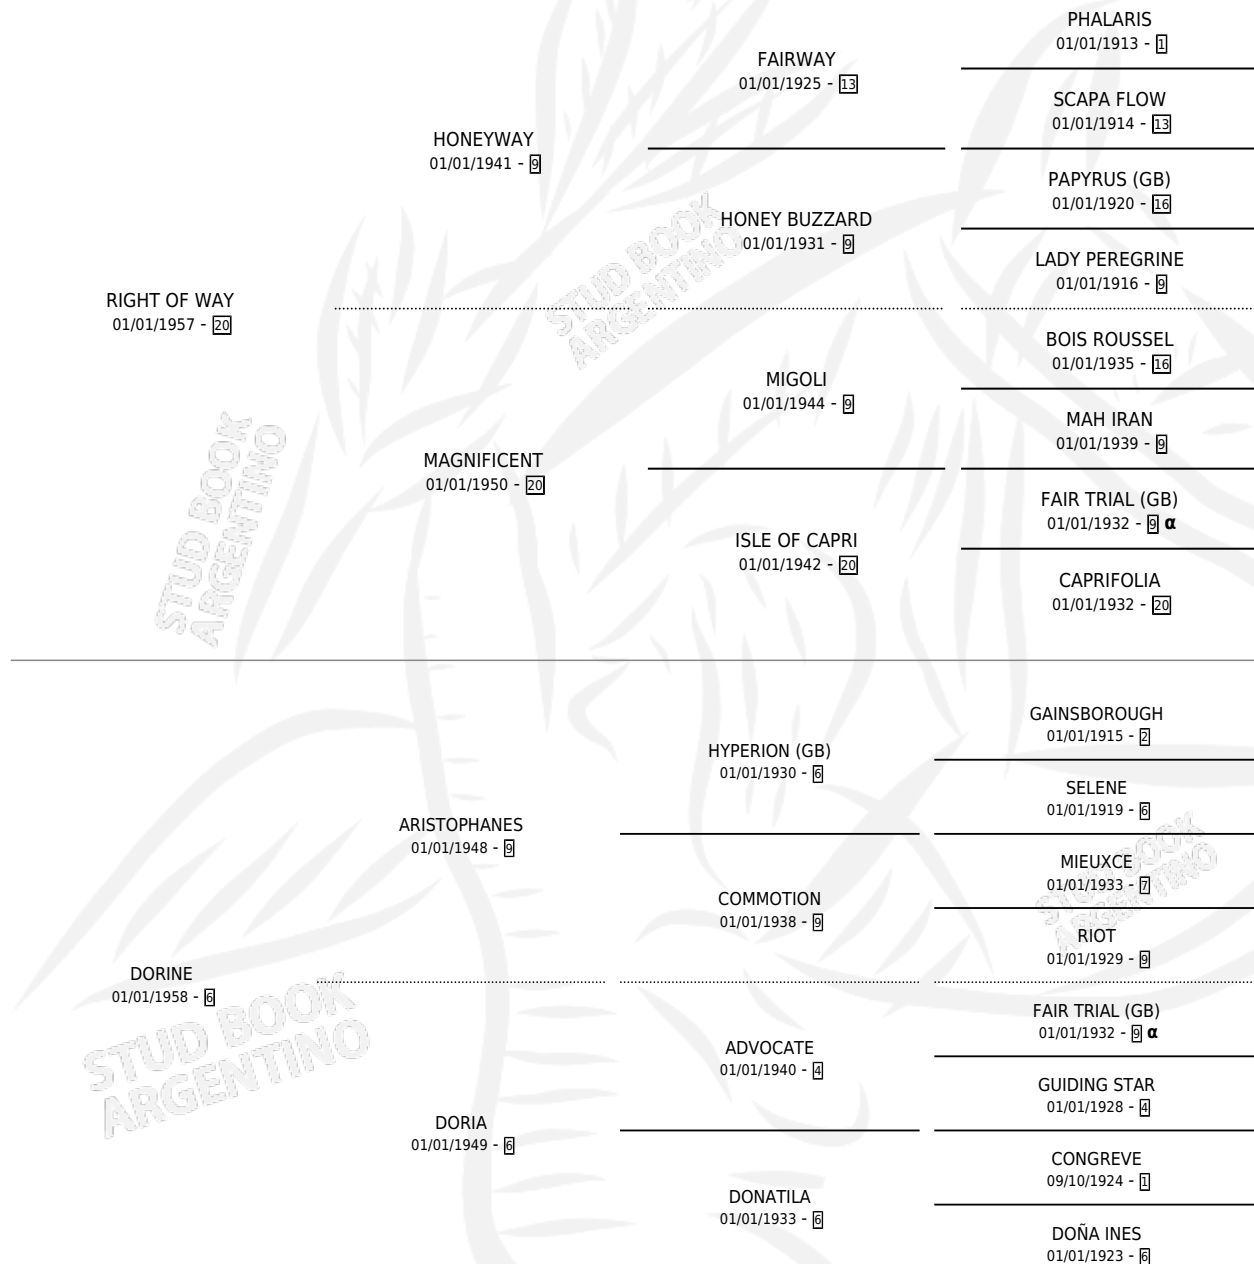 PHALARIS
01/01/1913 - 1
FAIRWAY
01/01/1925 - 13
SCAPA FLOW
01/01/1914 - 13
HONEYWAY
01/01/1941 - 9
PAPYRUS (GB)
01/01/1920 - 16
HONEY BUZZARD
01/01/1931 - 9
LADY PEREGRINE
01/01/1916 - 9
STUD BOOK
ARGENTINO
RIGHT OF WAY
01/01/1957 - 20
BOIS ROUSSEL
01/01/1935 - 16
MIGOLI
01/01/1944 - 9
MAH IRAN
01/01/1939 - 9
MAGNIFICENT
01/01/1950 - 20
FAIR TRIAL (GB)
01/01/1932 - 9 α
ISLE OF CAPRI
01/01/1942 - 20
CAPRIFOLIA
01/01/1932 - 20
STUD BOOK
ARGENTINO
GAINSBOROUGH
01/01/1915 - 2
HYPERION (GB)
01/01/1930 - 6
SELENE
01/01/1919 - 6
ARISTOPHANES
01/01/1948 - 9
MIEUXCE
01/01/1933 - 7
COMMOTION
01/01/1938 - 9
RIOT
01/01/1929 - 9
STUD BOOK
ARGENTINO
DORINE
01/01/1958 - 6
STUD BOOK
ARGENTINO
FAIR TRIAL (GB)
01/01/1932 - 9 α
ADVOCATE
01/01/1940 - 4
GUIDING STAR
01/01/1928 - 4
DORIA
01/01/1949 - 6
CONGREVE
09/10/1924 - 1
DONATILA
01/01/1933 - 6
DOÑA INES
01/01/1923 - 6